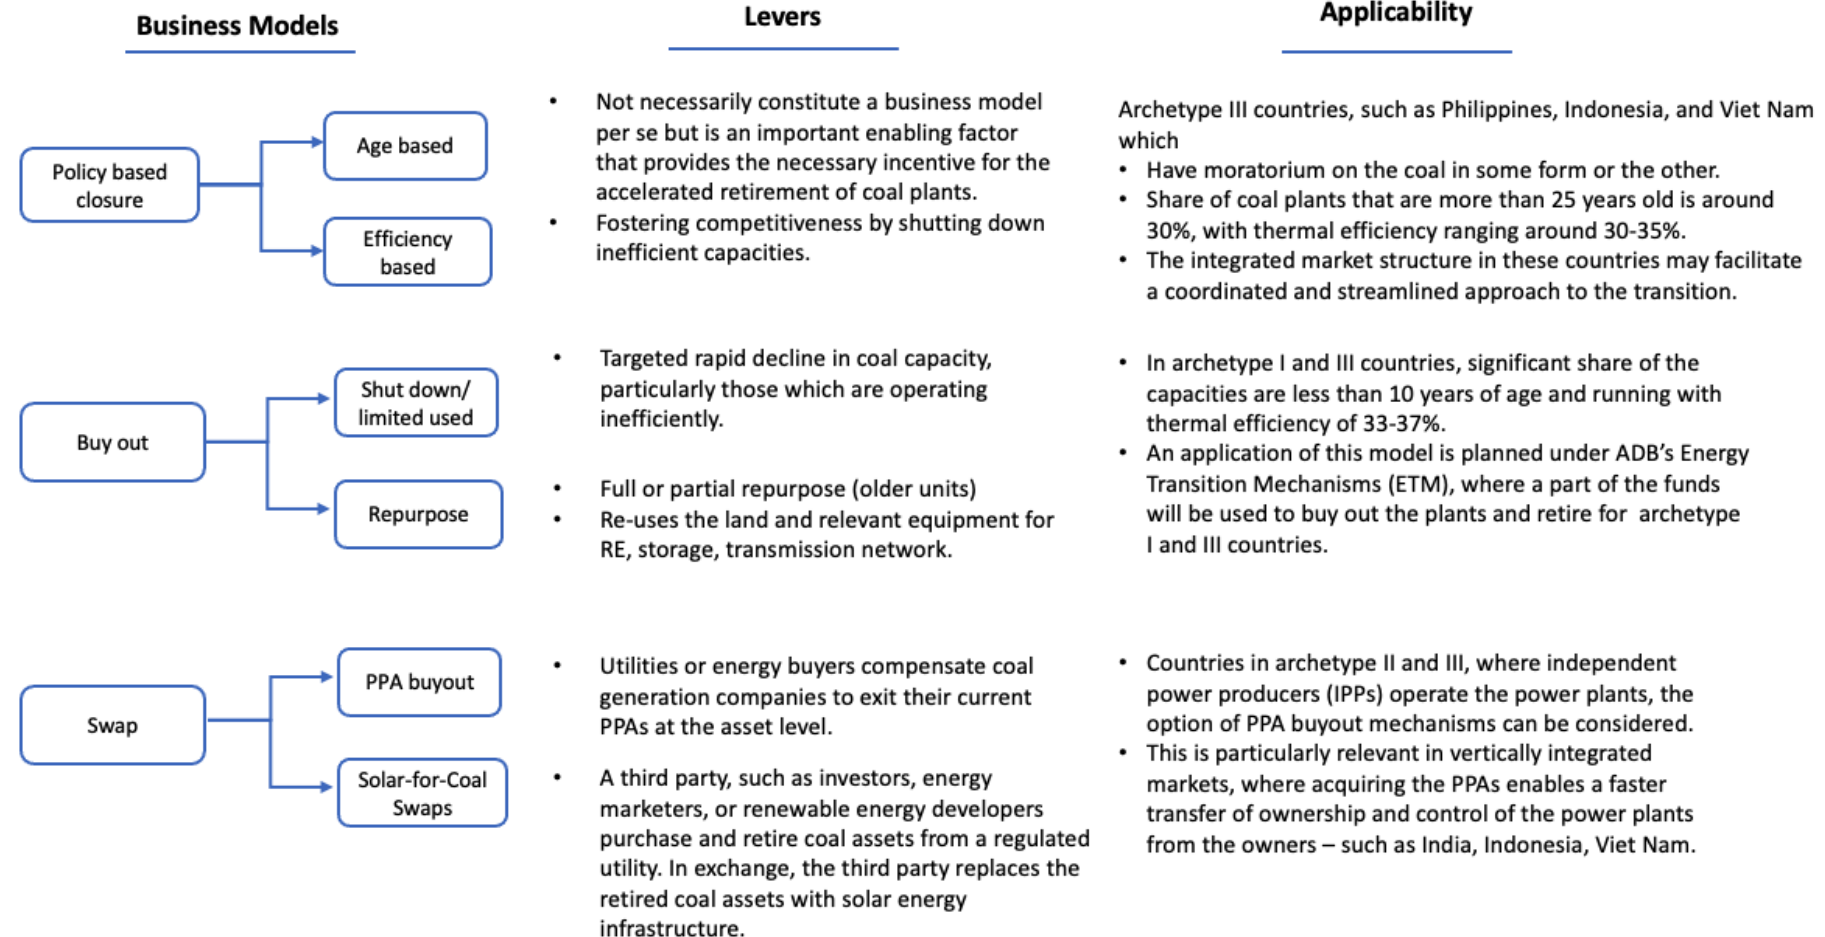 Business Models
Levers
Applicability
Policy based
closure
Age based
Efficiency
based
• Not necessarily constitute a business model
per se but is an important enabling factor
that provides the necessary incentive for the
accelerated retirement of coal plants.
• Fostering competitiveness by shutting down
inefficient capacities.
Archetype III countries, such as Philippines, Indonesia, and Viet Nam
which
• Have moratorium on the coal in some form or the other.
• Share of coal plants that are more than 25 years old is around
30%, with thermal efficiency ranging around 30-35%.
• The integrated market structure in these countries may facilitate
a coordinated and streamlined approach to the transition.
Buy out
Shut down/
limited used
Repurpose
• Targeted rapid decline in coal capacity,
particularly those which are operating
inefficiently.
• Full or partial repurpose (older units)
• Re-uses the land and relevant equipment for
RE, storage, transmission network.
• In archetype I and III countries, significant share of the
capacities are less than 10 years of age and running with
thermal efficiency of 33-37%.
• An application of this model is planned under ADB's Energy
Transition Mechanisms (ETM), where a part of the funds
will be used to buy out the plants and retire for archetype
I and III countries.
Swap
PPA buyout
Solar-for-Coal
Swaps
• Utilities or energy buyers compensate coal
generation companies to exit their current
PPAs at the asset level.
• A third party, such as investors, energy
marketers, or renewable energy developers
purchase and retire coal assets from a regulated
utility. In exchange, the third party replaces the
retired coal assets with solar energy
infrastructure.
• Countries in archetype II and III, where independent
power producers (IPPs) operate the power plants, the
option of PPA buyout mechanisms can be considered.
• This is particularly relevant in vertically integrated
markets, where acquiring the PPAs enables a faster
transfer of ownership and control of the power plants
from the owners – such as India, Indonesia, Viet Nam.